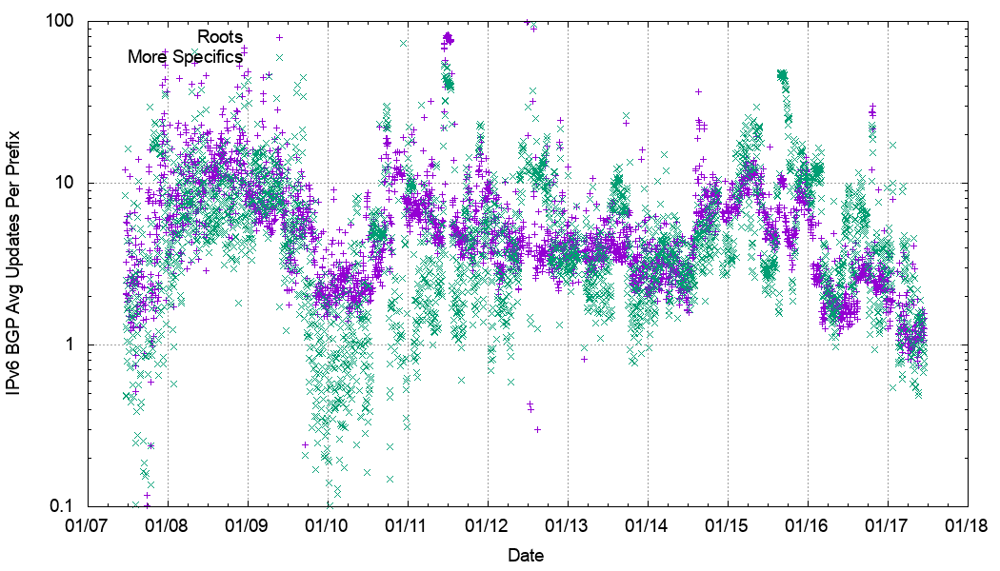 100
10
1
0.1
IPv6 BGP Avg Updates Per Prefix
Roots
More Specifics
01/07 01/08 01/09 01/10 01/11 01/12 01/13 01/14 01/15 01/16 01/17 01/18
Date